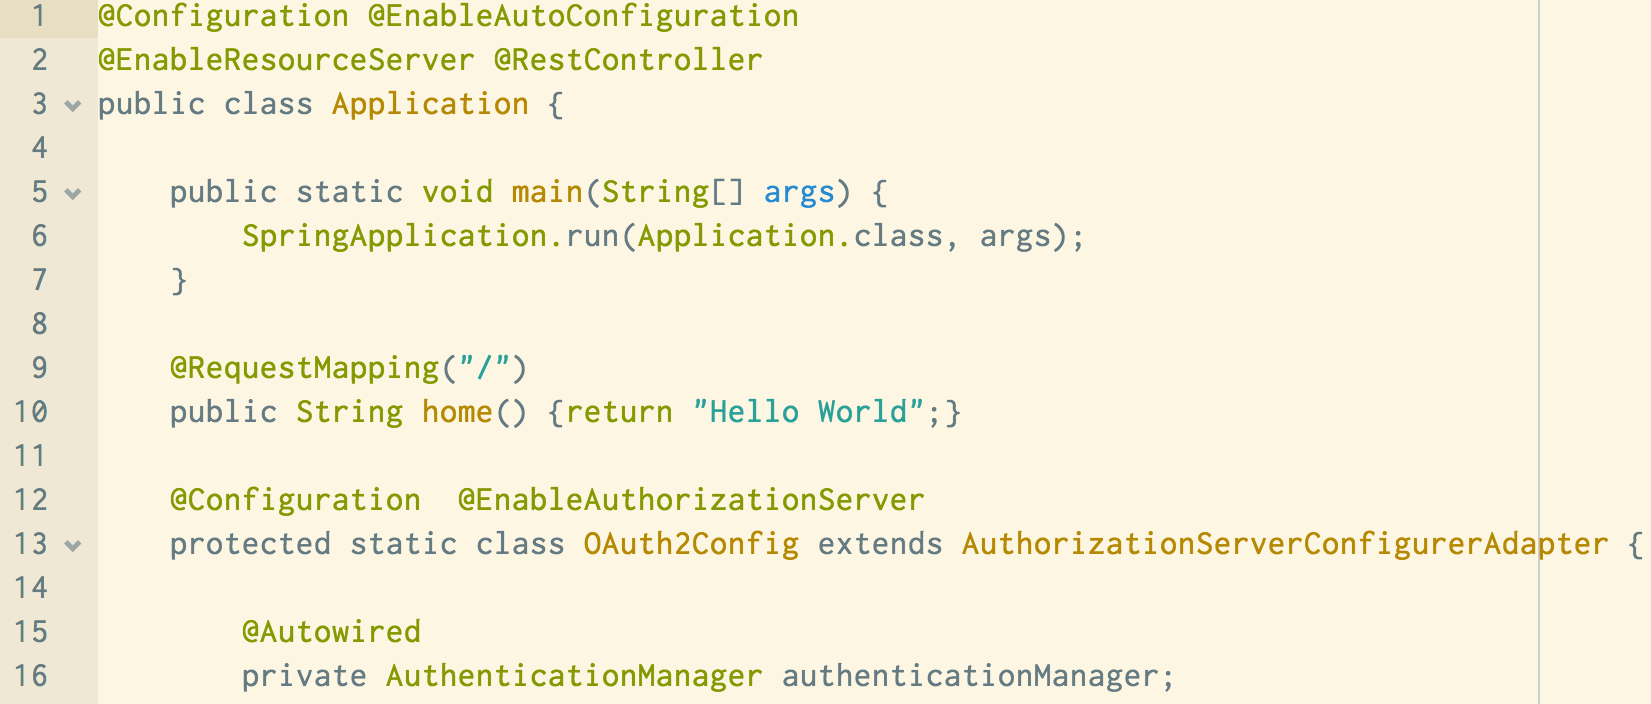 1 @Configuration @EnableAutoConfiguration
2 @EnableResourceServer @RestController
3 public class Application {
4
5     public static void main(String[] args) {
6         SpringApplication.run(Application.class, args);
7     }
8
9     @RequestMapping("/")
10     public String home() {return "Hello World";}
11
12     @Configuration  @EnableAuthorizationServer
13     protected static class OAuth2Config extends AuthorizationServerConfigurerAdapter {
14
15         @Autowired
16         private AuthenticationManager authenticationManager;